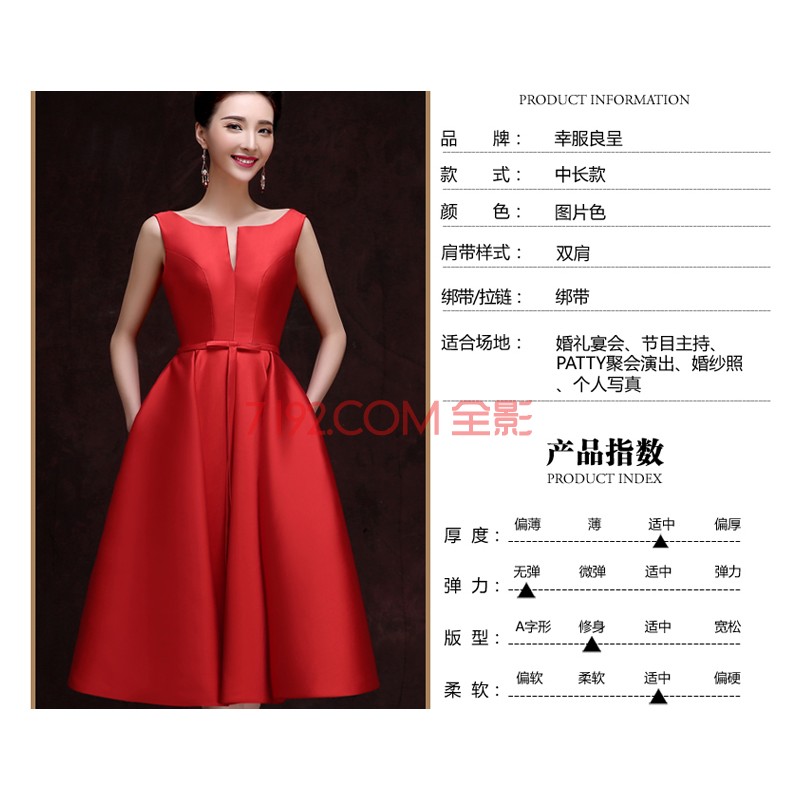 PRODUCT INFORMATION
品 牌： 幸服良呈
款 式： 中长款
颜 色： 图片色
肩带样式： 双肩
绑带/拉链： 绑带
适合场地： 婚礼宴会、节目主持、
PATTY聚会演出、婚纱照
、个人写真
7192.COM 全影
产品指数
PRODUCT INDEX
厚 度： 偏薄 薄 适中 偏厚
弹 力： 无弹 微弹 适中 弹力
版 型： A字形 修身 适中 宽松
柔 软： 偏软 柔软 适中 偏硬